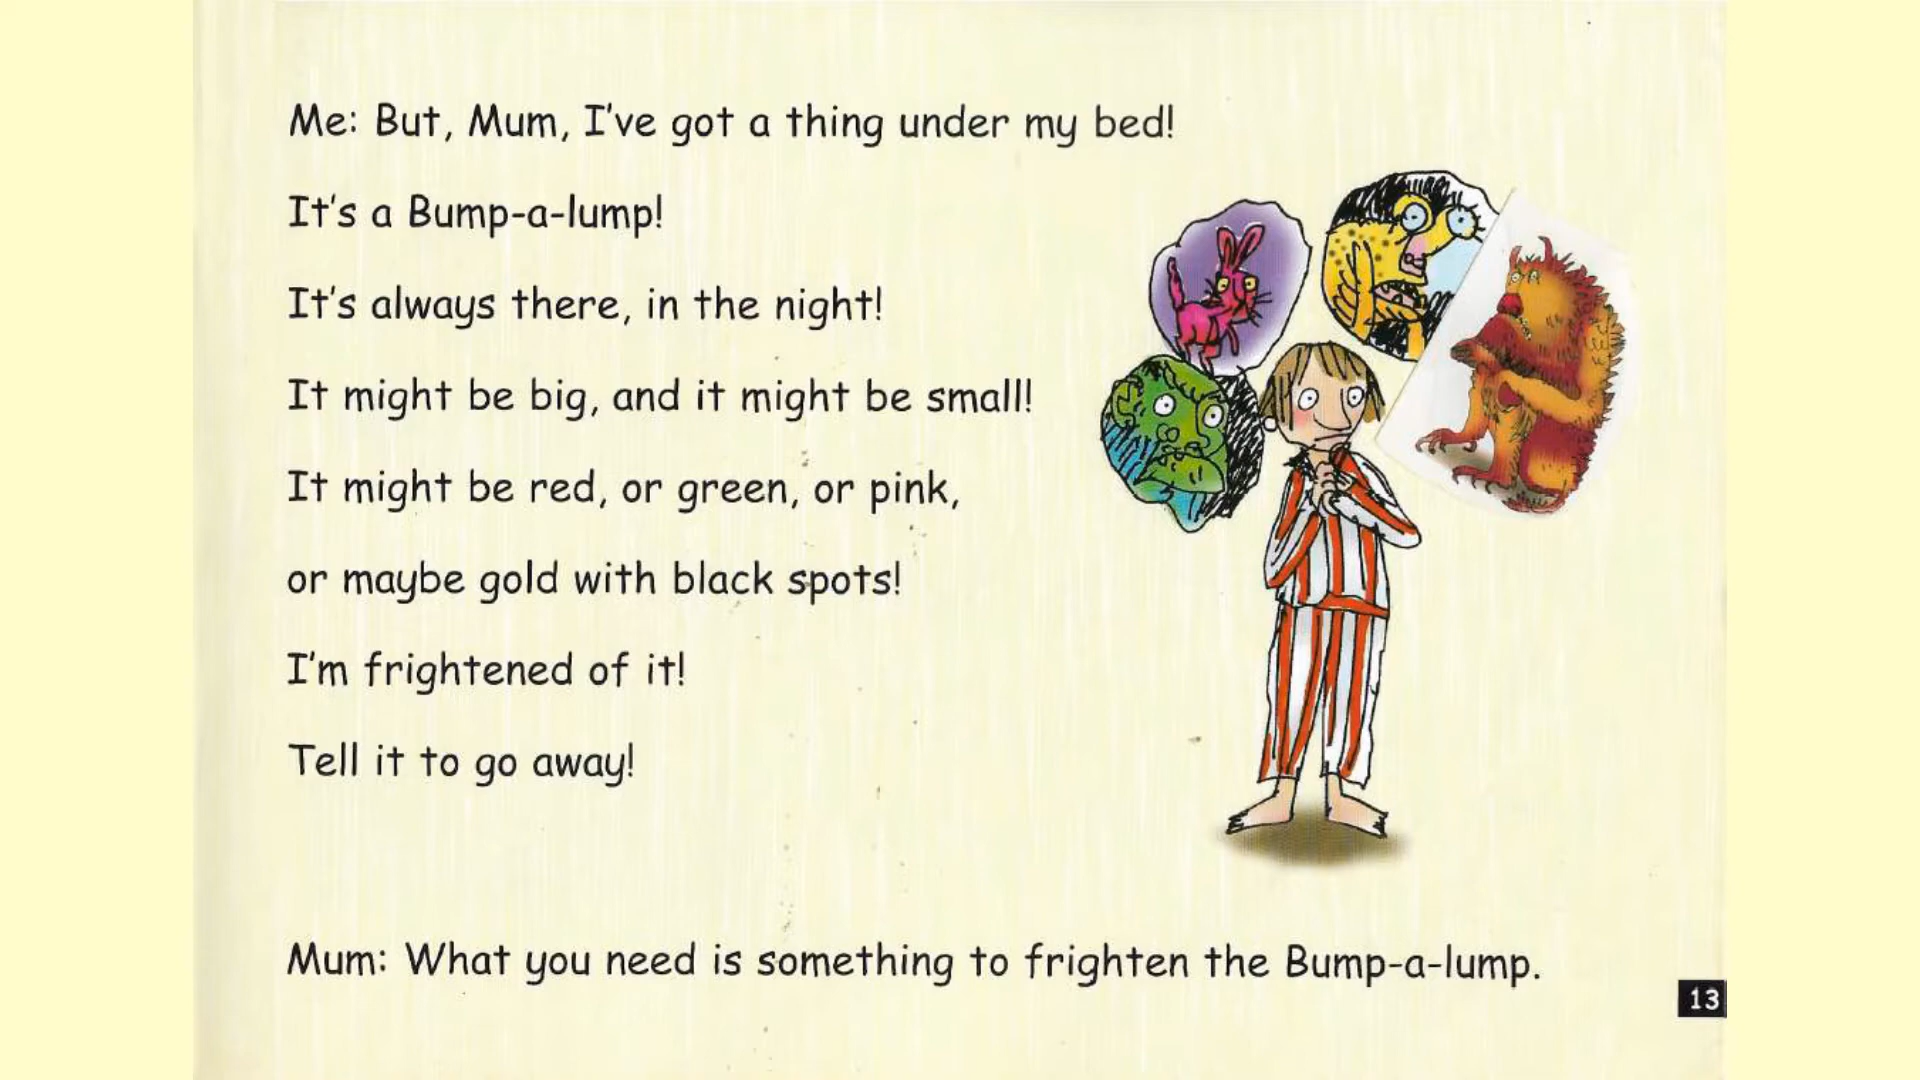 Me: But, Mum, I've got a thing under my bed!
It's a Bump-a-lump!
It's always there, in the night!
It might be big, and it might be small!
It might be red, or green, or pink,
or maybe gold with black spots!
I'm frightened of it!
Tell it to go away!
Mum: What you need is something to frighten the Bump-a-lump.
13